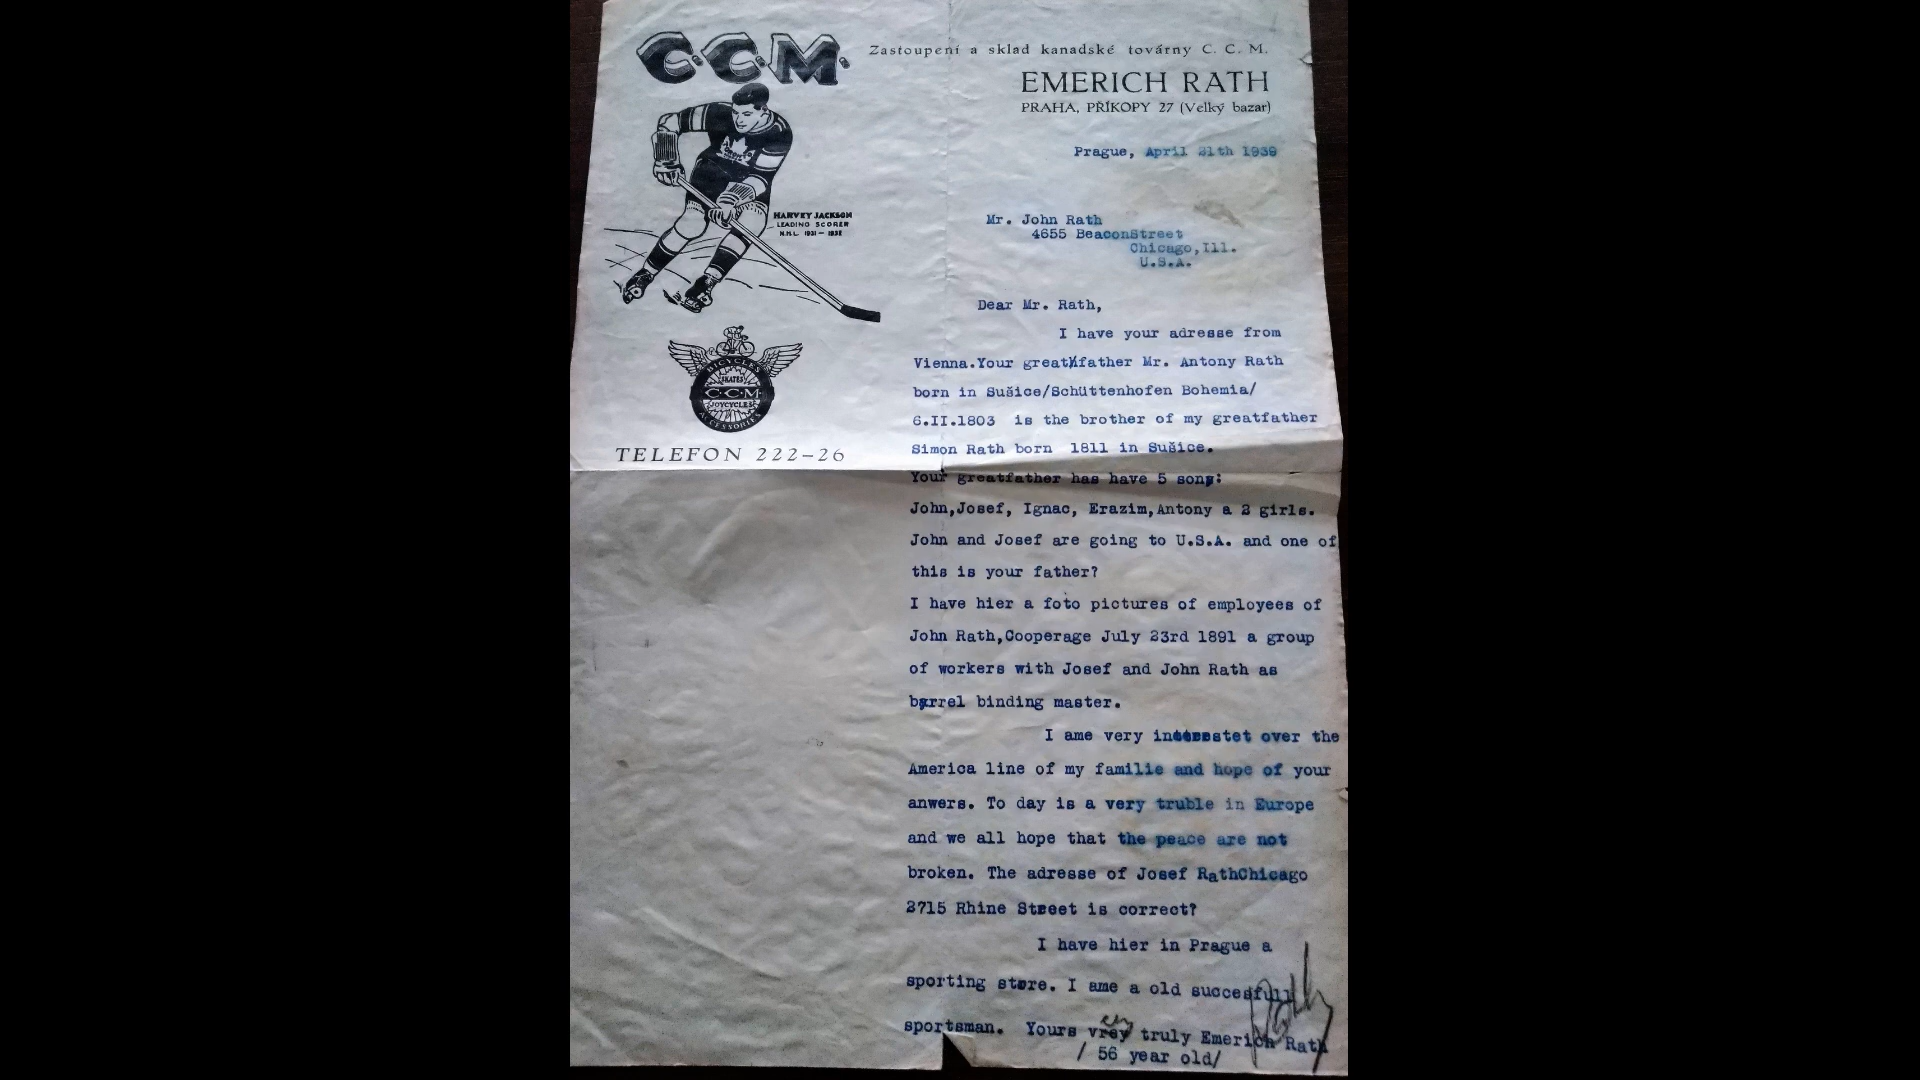 C.C.M.
Zastoupení a sklad kanadské továrny C. C. M.
EMERICH RATH
PRAHA, PŘÍKOPY 27 (Velký bazar)
Prague, April 21th 1939
HARVEY JACKSON
LEADING SCORER
N.H.L. 1931 — 1932
Mr. John Rath
4655 BeaconStreet
Chicago,Ill.
U.S.A.
Dear Mr. Rath,
I have your adresse from
Vienna.Your greatfather Mr. Antony Rath
born in Sušice/Schüttenhofen Bohemia/
6.II.1803 is the brother of my greatfather
Simon Rath born 1811 in Sušice.
Your greatfather has have 5 sons:
John,Josef, Ignac, Erazim,Antony a 2 girls.
John and Josef are going to U.S.A. and one of
this is your father?
I have hier a foto pictures of employees of
John Rath,Cooperage July 23rd 1891 a group
of workers with Josef and John Rath as
barrel binding master.
I ame very interestet over the
America line of my familie and hope of your
anwers. To day is a very truble in Europe
and we all hope that the peace are not
broken. The adresse of Josef RathChicago
2715 Rhine Street is correct?
I have hier in Prague a
sporting store. I ame a old succesfull
sportsman. Yours vrey truly Emerich Rath
/ 56 year old/
BICYCLES
SKATES
C·C·M
JOYCYCLES
ACCESSORIES
TELEFON 222-26